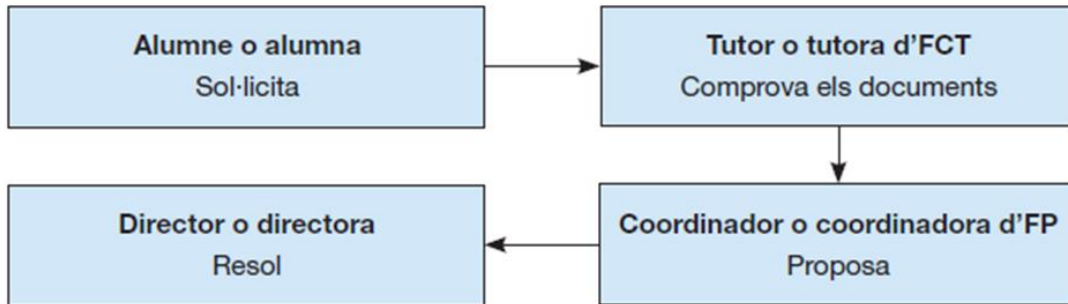 Alumne o alumna
Sol·licita
Tutor o tutora d’FCT
Comprova els documents
Coordinador o coordinadora d’FP
Proposa
Director o directora
Resol